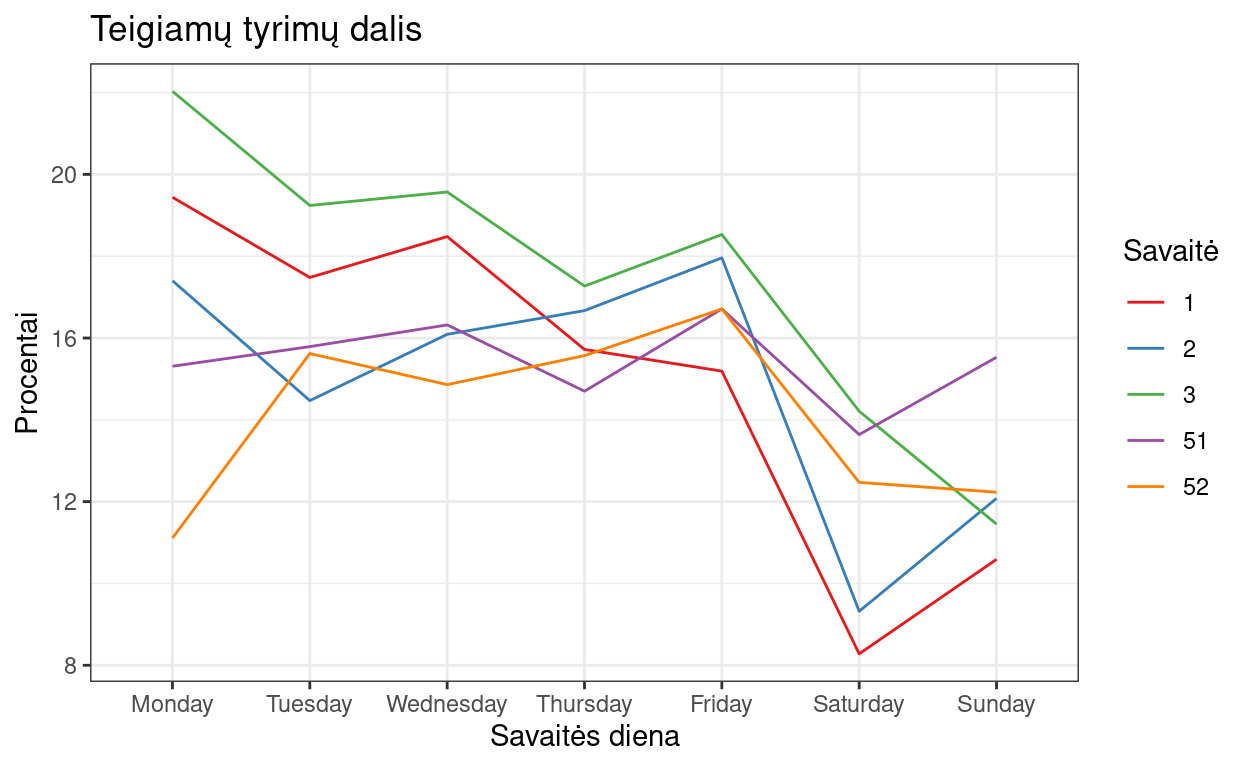 Teigiamų tyrimų dalis
Procentai
20
16
12
8
Monday Tuesday Wednesday Thursday Friday Saturday Sunday
Savaitės diena
Savaitė
1
2
3
51
52